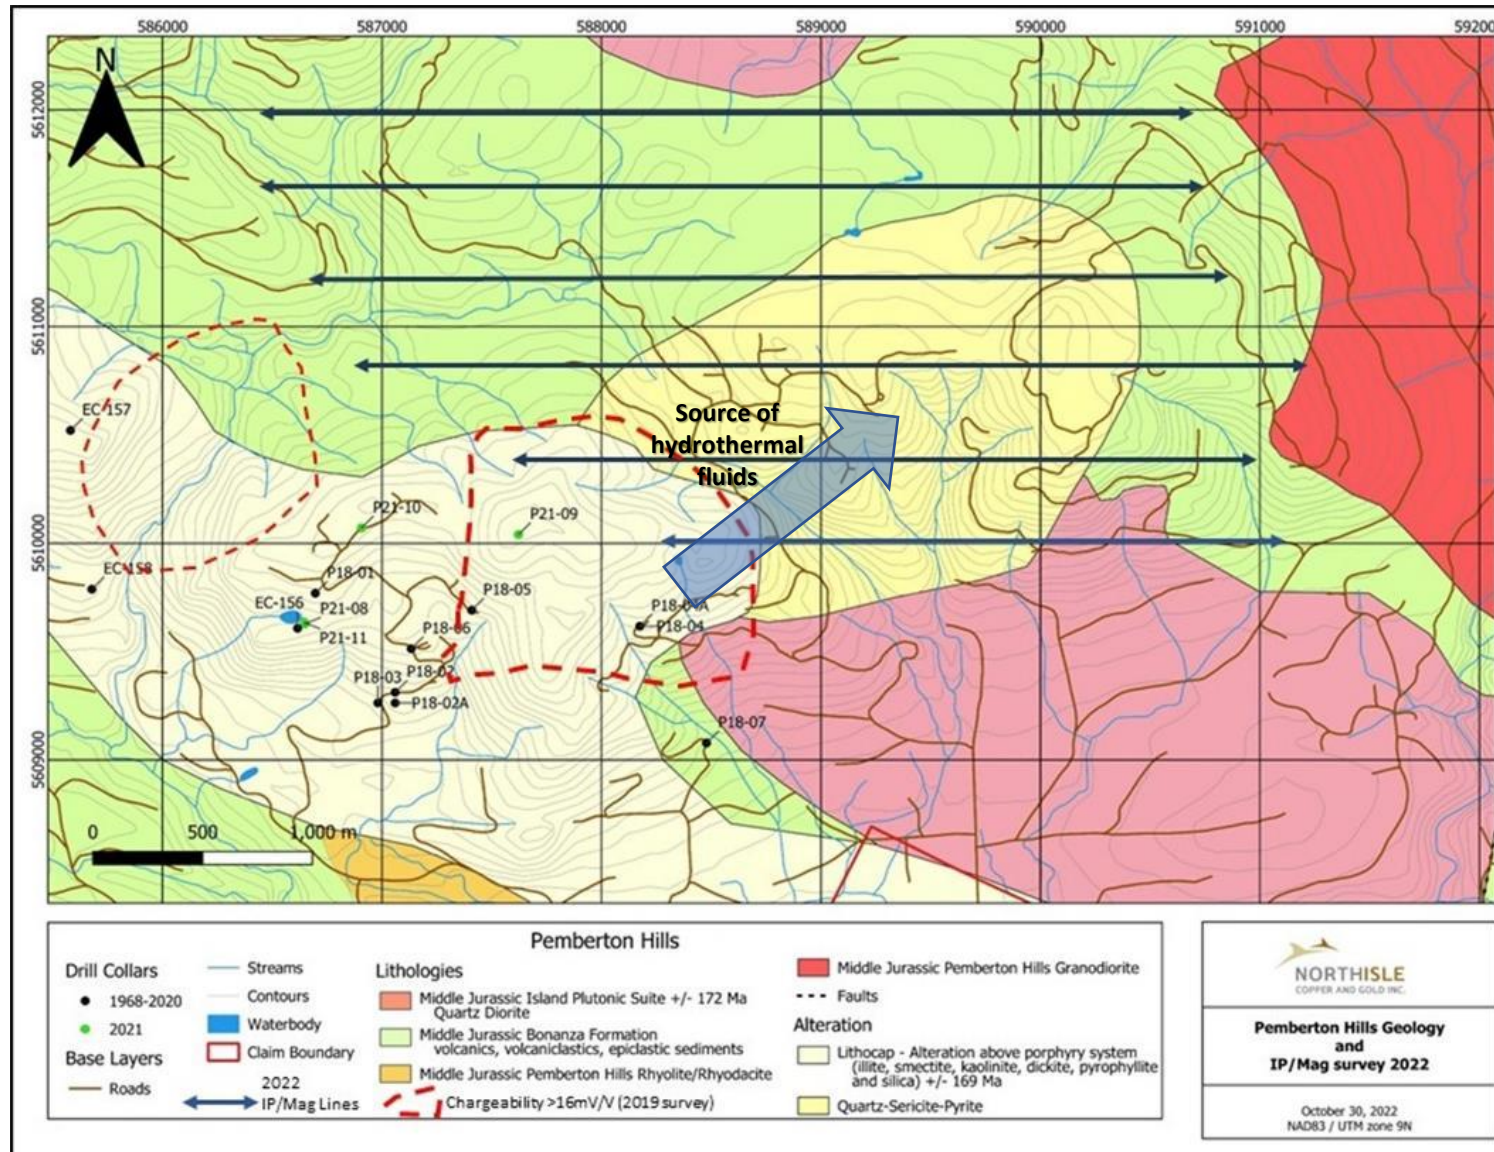 586000
587000
588000
589000
590000
591000
59200
N
5612000
5611000
5610000
5609000
EC-157
Source of
hydrothermal
fluids
P21-10
P21-09
EC-158
P18-01
P18-05
EC-156
P21-08
P21-11
P18-06
P18-04A
P18-04
P18-03
P18-02
P18-02A
P18-07
0 500 1,000 m
Pemberton Hills
Drill Collars
1968-2020
2021
Base Layers
Roads
Streams
Contours
Waterbody
Claim Boundary
2022
IP/Mag Lines
Lithologies
Middle Jurassic Island Plutonic Suite +/- 172 Ma
Quartz Diorite
Middle Jurassic Bonanza Formation
volcanics, volcaniclastics, epiclastic sediments
Middle Jurassic Pemberton Hills Rhyolite/Rhyodacite
Chargeability >16mV/V (2019 survey)
Middle Jurassic Pemberton Hills Granodiorite
Faults
Alteration
Lithocap - Alteration above porphyry system
(illite, smectite, kaolinite, dickite, pyrophyllite
and silica) +/- 169 Ma
Quartz-Sericite-Pyrite
NORTHISLE
COPPER AND GOLD INC.
Pemberton Hills Geology
and
IP/Mag survey 2022
October 30, 2022
NAD83 / UTM zone 9N